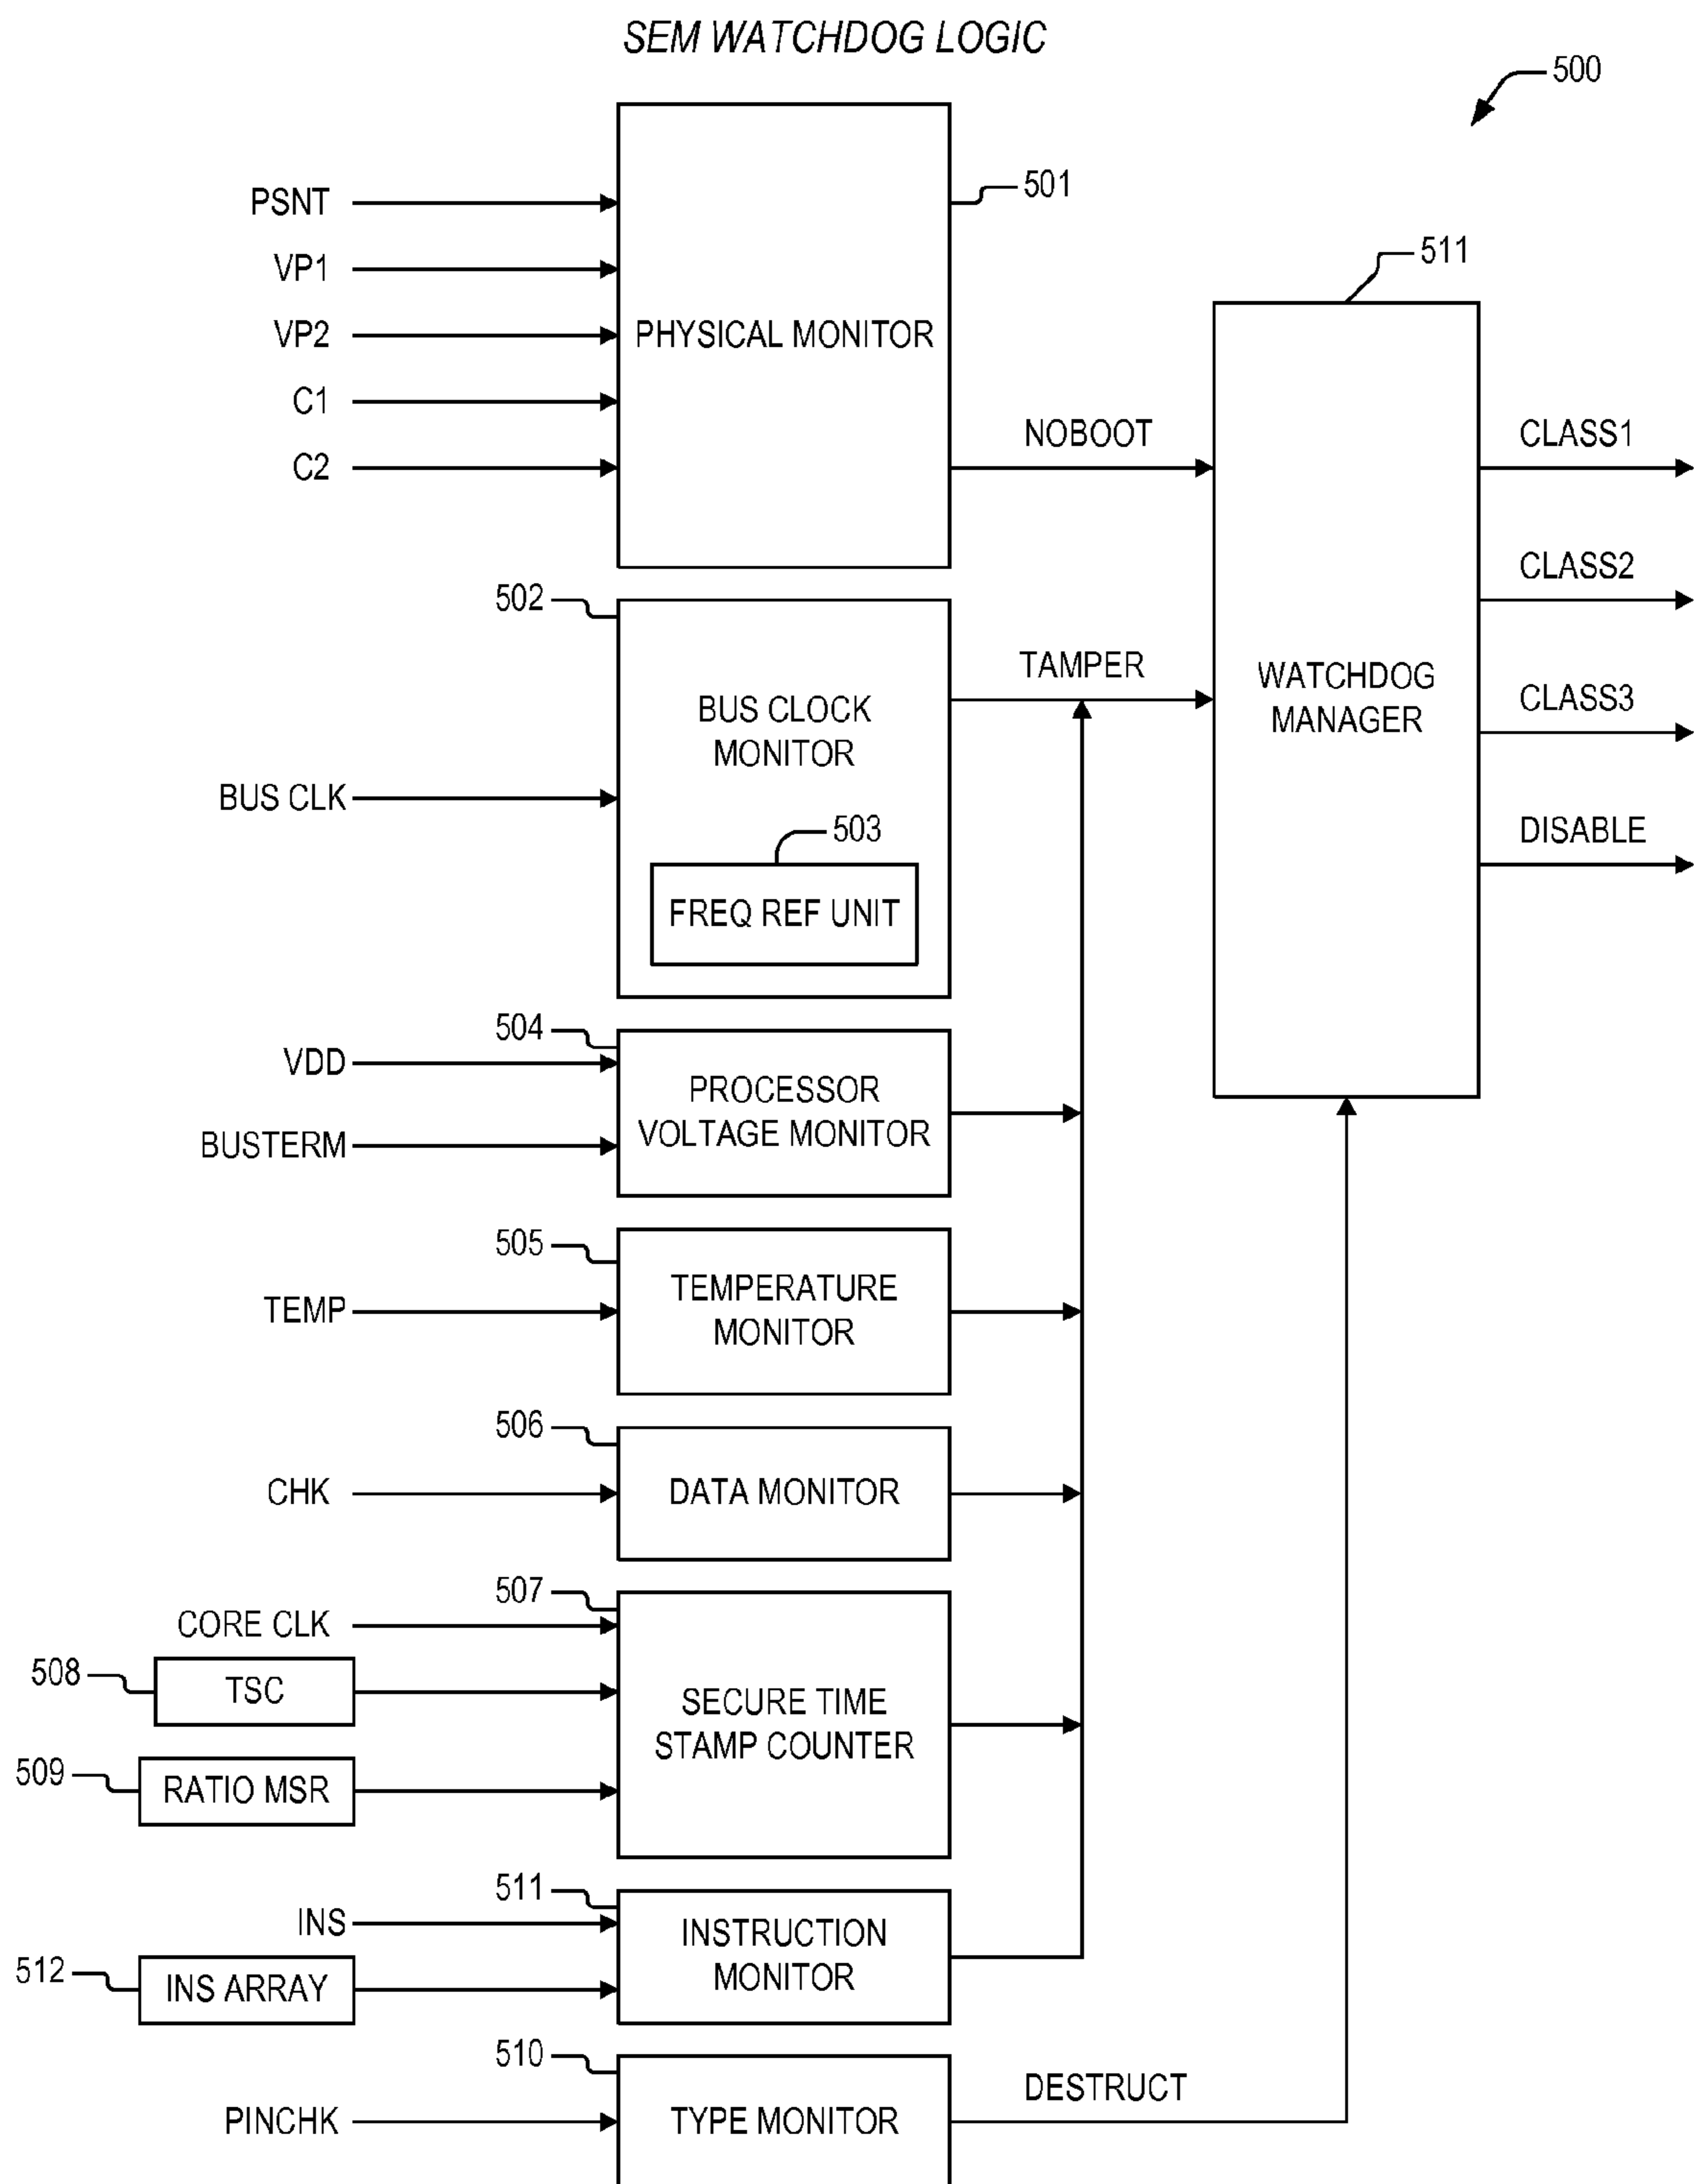 SEM WATCHDOG LOGIC
500
PSNT
VP1
VP2
C1
C2
501
PHYSICAL MONITOR
NOBOOT
511
WATCHDOG
MANAGER
CLASS1
CLASS2
CLASS3
DISABLE
502
BUS CLK
BUS CLOCK
MONITOR
503
FREQ REF UNIT
TAMPER
504
VDD
BUSTERM
PROCESSOR
VOLTAGE MONITOR
505
TEMP
TEMPERATURE
MONITOR
506
CHK
DATA MONITOR
507
CORE CLK
508
TSC
509
RATIO MSR
SECURE TIME
STAMP COUNTER
511
INS
512
INS ARRAY
INSTRUCTION
MONITOR
510
PINCHK
TYPE MONITOR
DESTRUCT